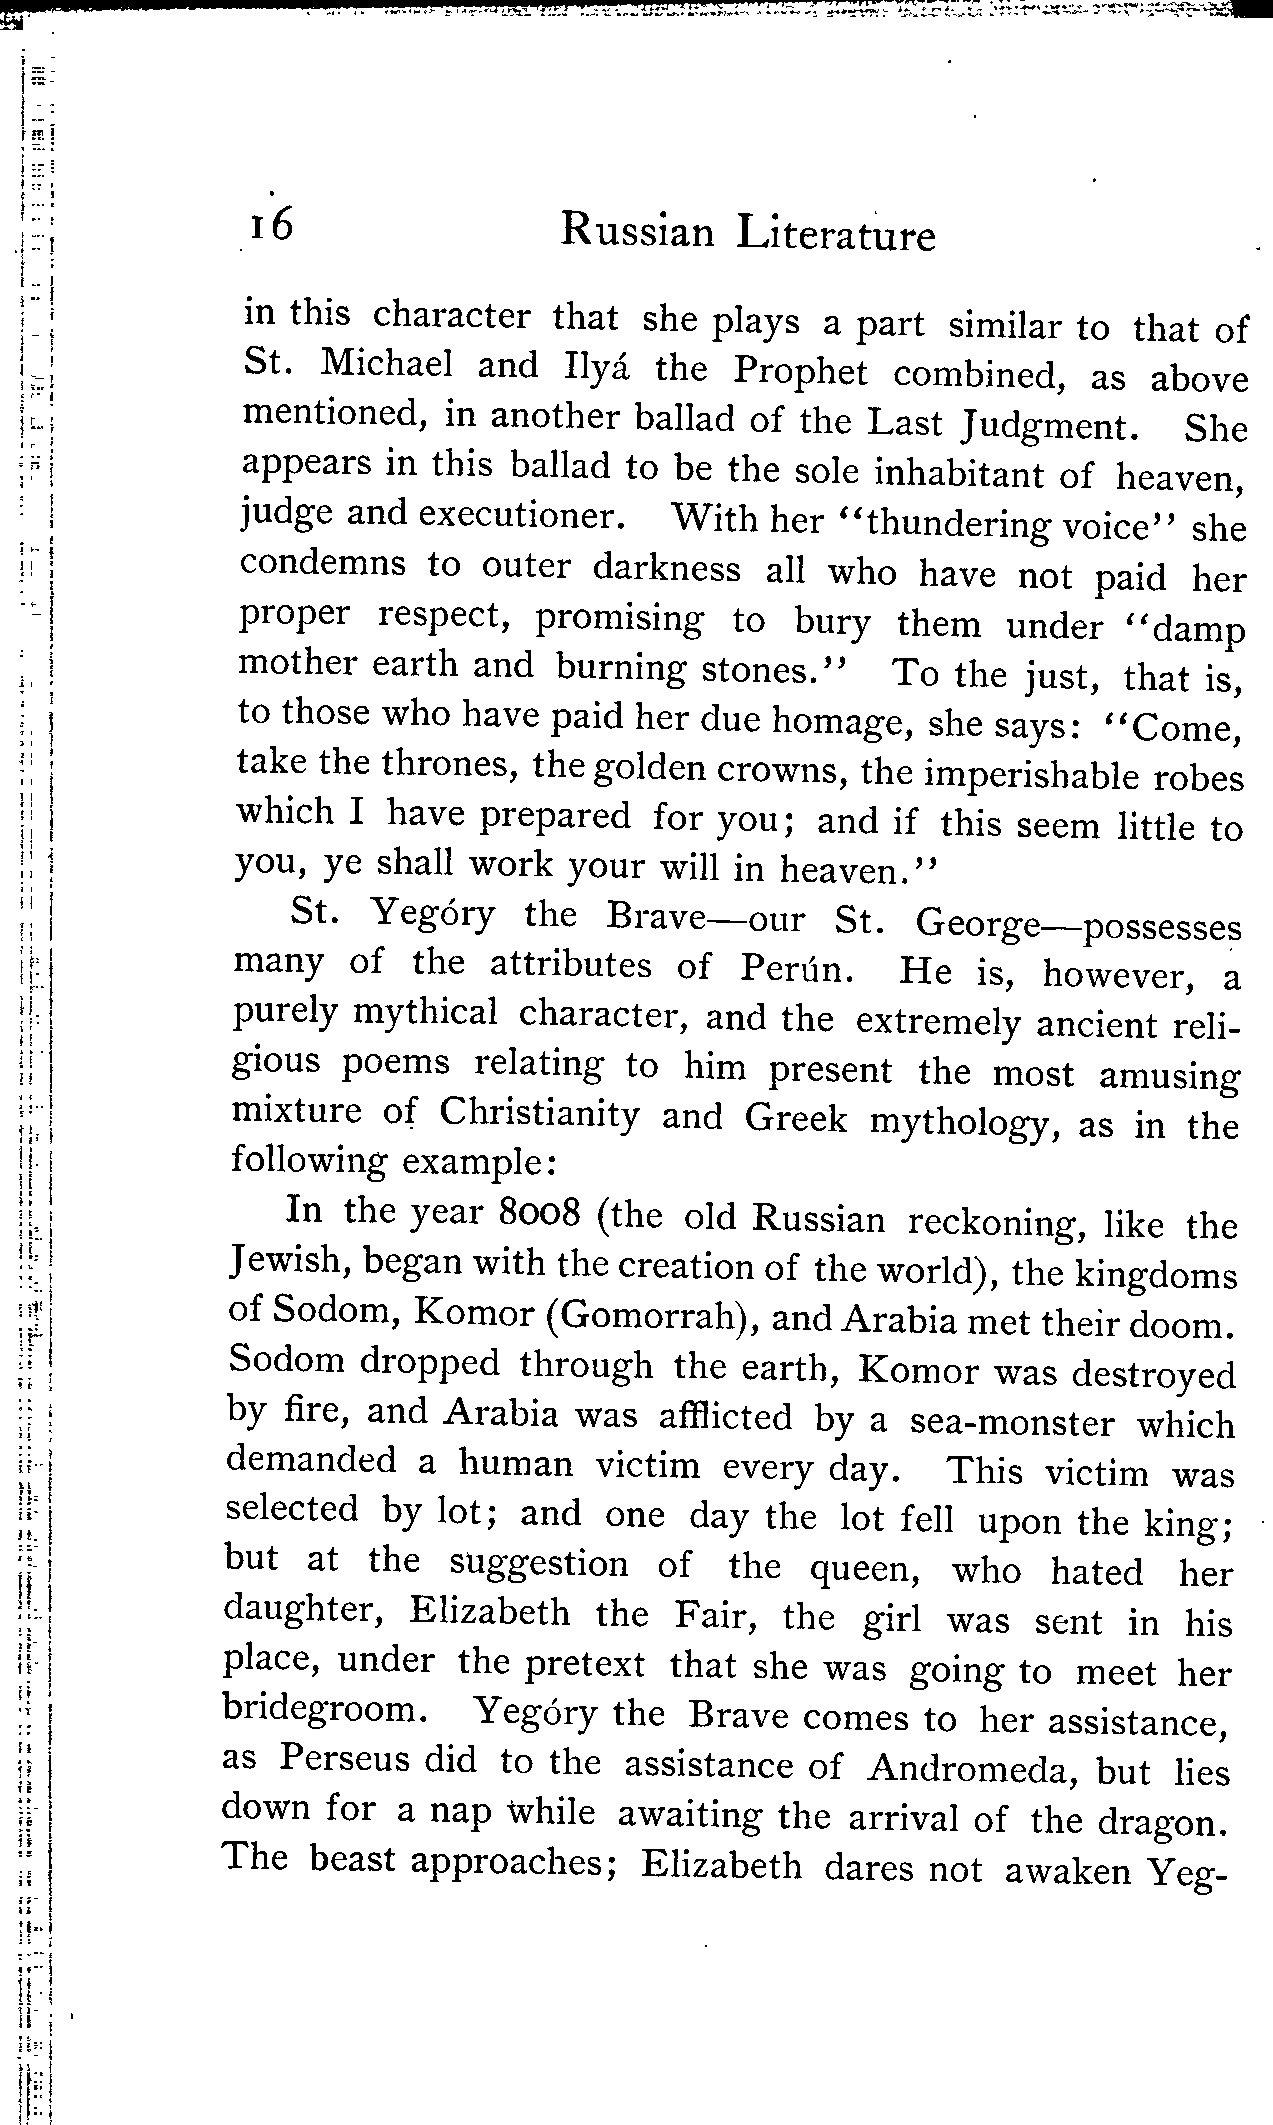 16 Russian Literature
in this character that she plays a part similar to that of
St. Michael and Ilyá the Prophet combined, as above
mentioned, in another ballad of the Last Judgment. She
appears in this ballad to be the sole inhabitant of heaven,
judge and executioner. With her “thundering voice” she
condemns to outer darkness all who have not paid her
proper respect, promising to bury them under “damp
mother earth and burning stones.” To the just, that is,
to those who have paid her due homage, she says: “Come,
take the thrones, the golden crowns, the imperishable robes
which I have prepared for you; and if this seem little to
you, ye shall work your will in heaven.”
St. Yegóry the Brave—our St. George—possesses
many of the attributes of Perún. He is, however, a
purely mythical character, and the extremely ancient reli-
gious poems relating to him present the most amusing
mixture of Christianity and Greek mythology, as in the
following example:
In the year 8008 (the old Russian reckoning, like the
Jewish, began with the creation of the world), the kingdoms
of Sodom, Komor (Gomorrah), and Arabia met their doom.
Sodom dropped through the earth, Komor was destroyed
by fire, and Arabia was afflicted by a sea-monster which
demanded a human victim every day. This victim was
selected by lot; and one day the lot fell upon the king;
but at the suggestion of the queen, who hated her
daughter, Elizabeth the Fair, the girl was sent in his
place, under the pretext that she was going to meet her
bridegroom. Yegóry the Brave comes to her assistance,
as Perseus did to the assistance of Andromeda, but lies
down for a nap while awaiting the arrival of the dragon.
The beast approaches; Elizabeth dares not awaken Yeg-